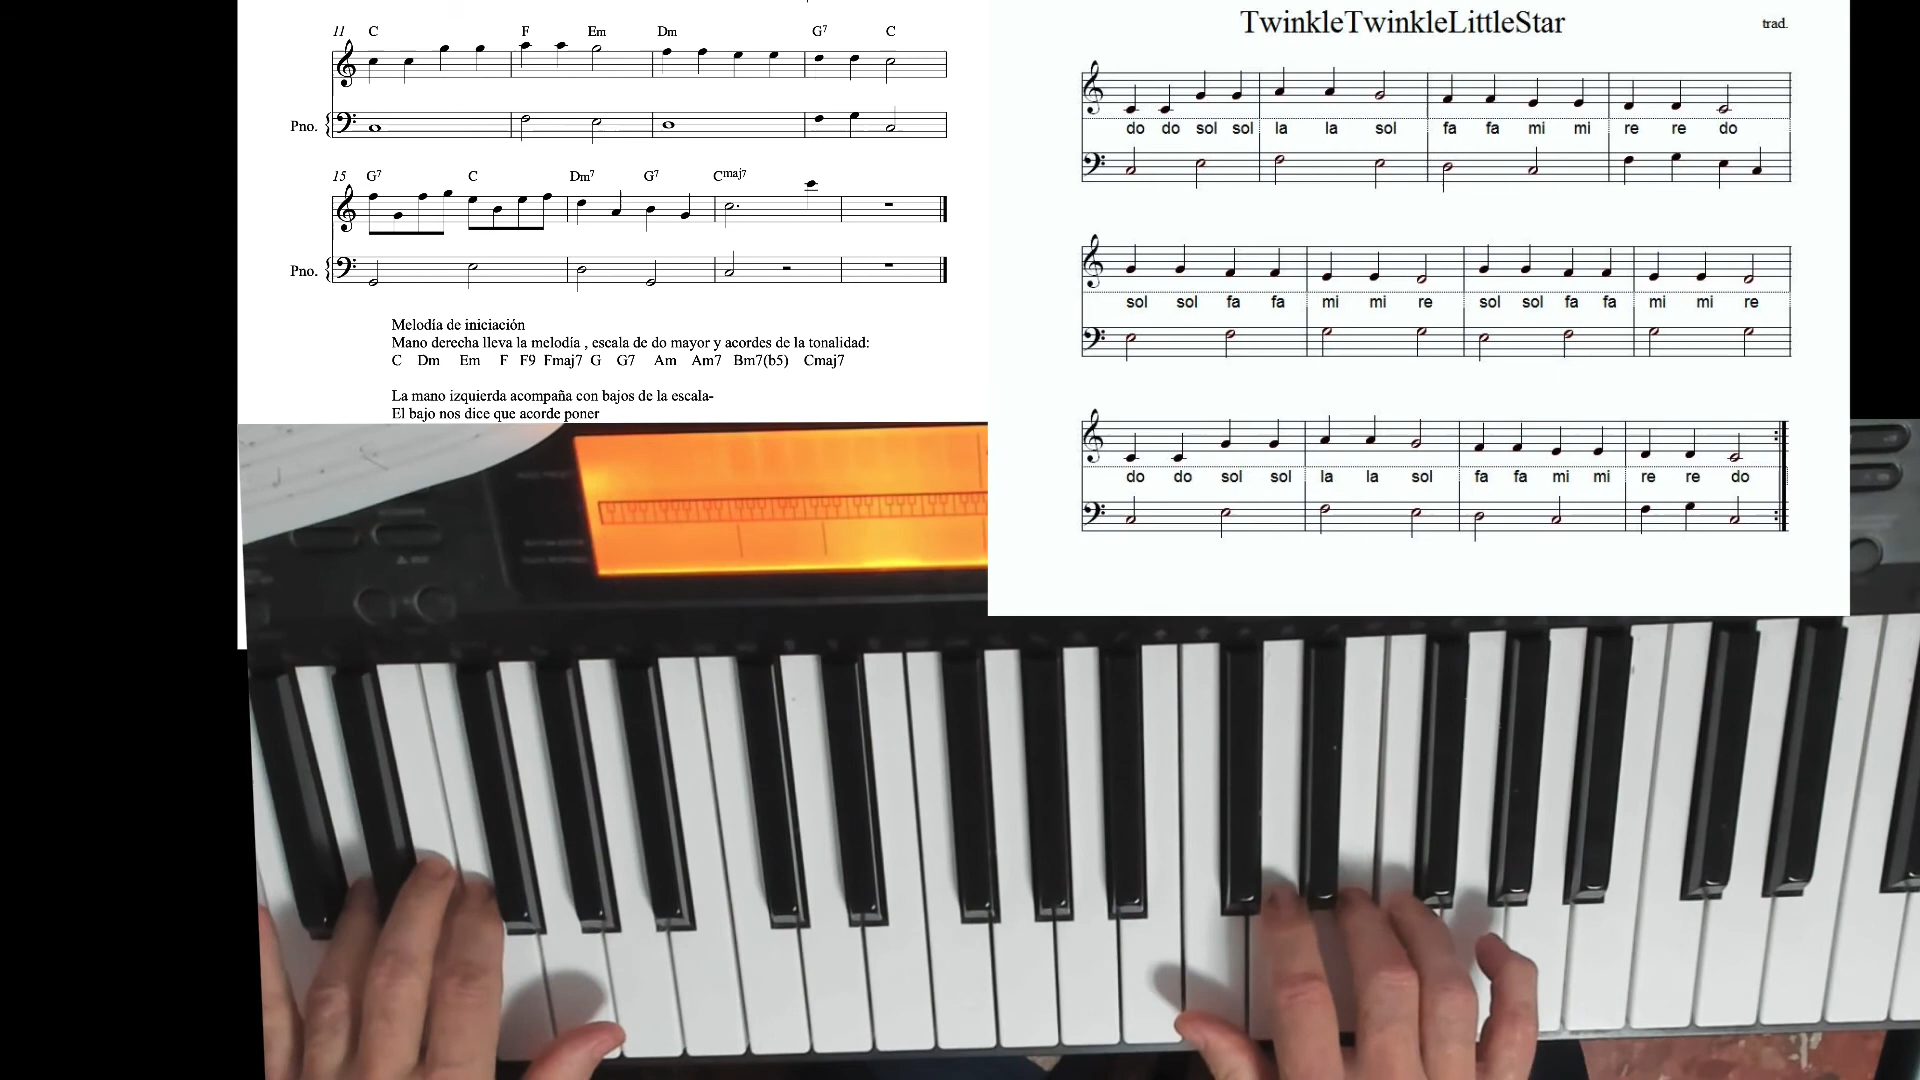 11 C F Em Dm G7 C
Pno.
15 G7 C Dm7 G7 Cmaj7
Pno.
Melodía de iniciación
Mano derecha lleva la melodía , escala de do mayor y acordes de la tonalidad:
C Dm Em F F9 Fmaj7 G G7 Am Am7 Bm7(b5) Cmaj7
La mano izquierda acompaña con bajos de la escala-
El bajo nos dice que acorde poner
TwinkleTwinkleLittleStar
trad.
do do sol sol la la sol fa fa mi mi re re do
sol sol fa fa mi mi re sol sol fa fa mi mi re
do do sol sol la la sol fa fa mi mi re re do